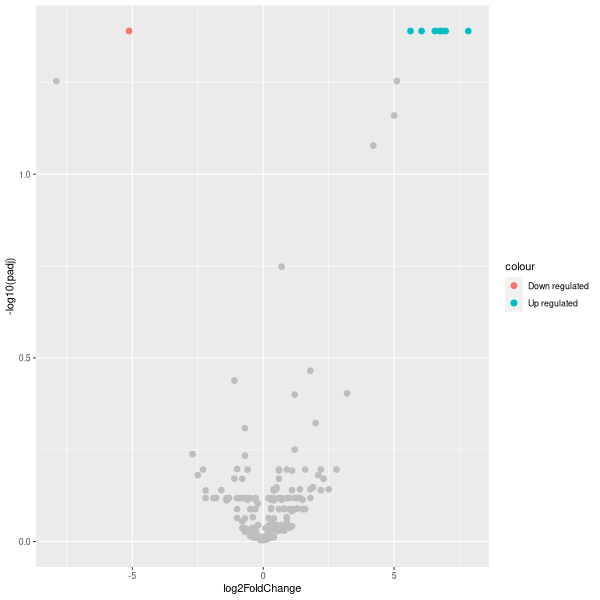 1.0
0.5
0.0
-log10(padj)
-5
0
5
log2FoldChange
colour
Down regulated
Up regulated